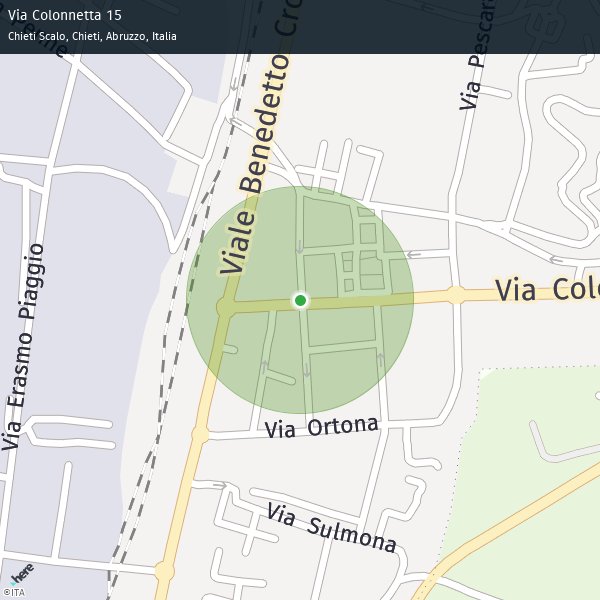 Via Colonnetta 15
Chieti Scalo, Chieti, Abruzzo, Italia
Viale Benedetto Cro
Via Pescara
Via Erasmo Piaggio
Via Colo
Via Ortona
Via Sulmona
here
©ITA